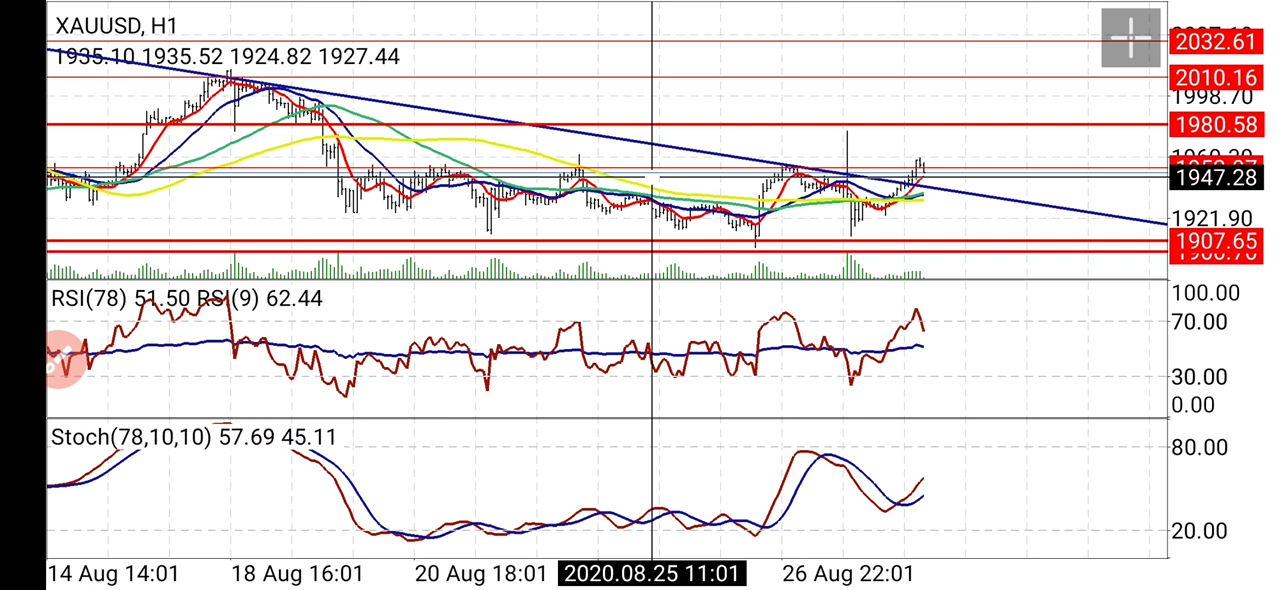 XAUUSD, H1
1935.10 1935.52 1924.82 1927.44
2032.61
2010.16
1998.70
1980.58
1947.28
1921.90
1907.65
RSI(78) 51.50 RSI(9) 62.44
100.00
70.00
30.00
0.00
Stoch(78,10,10) 57.69 45.11
80.00
20.00
14 Aug 14:01 18 Aug 16:01 20 Aug 18:01 2020.08.25 11:01 26 Aug 22:01